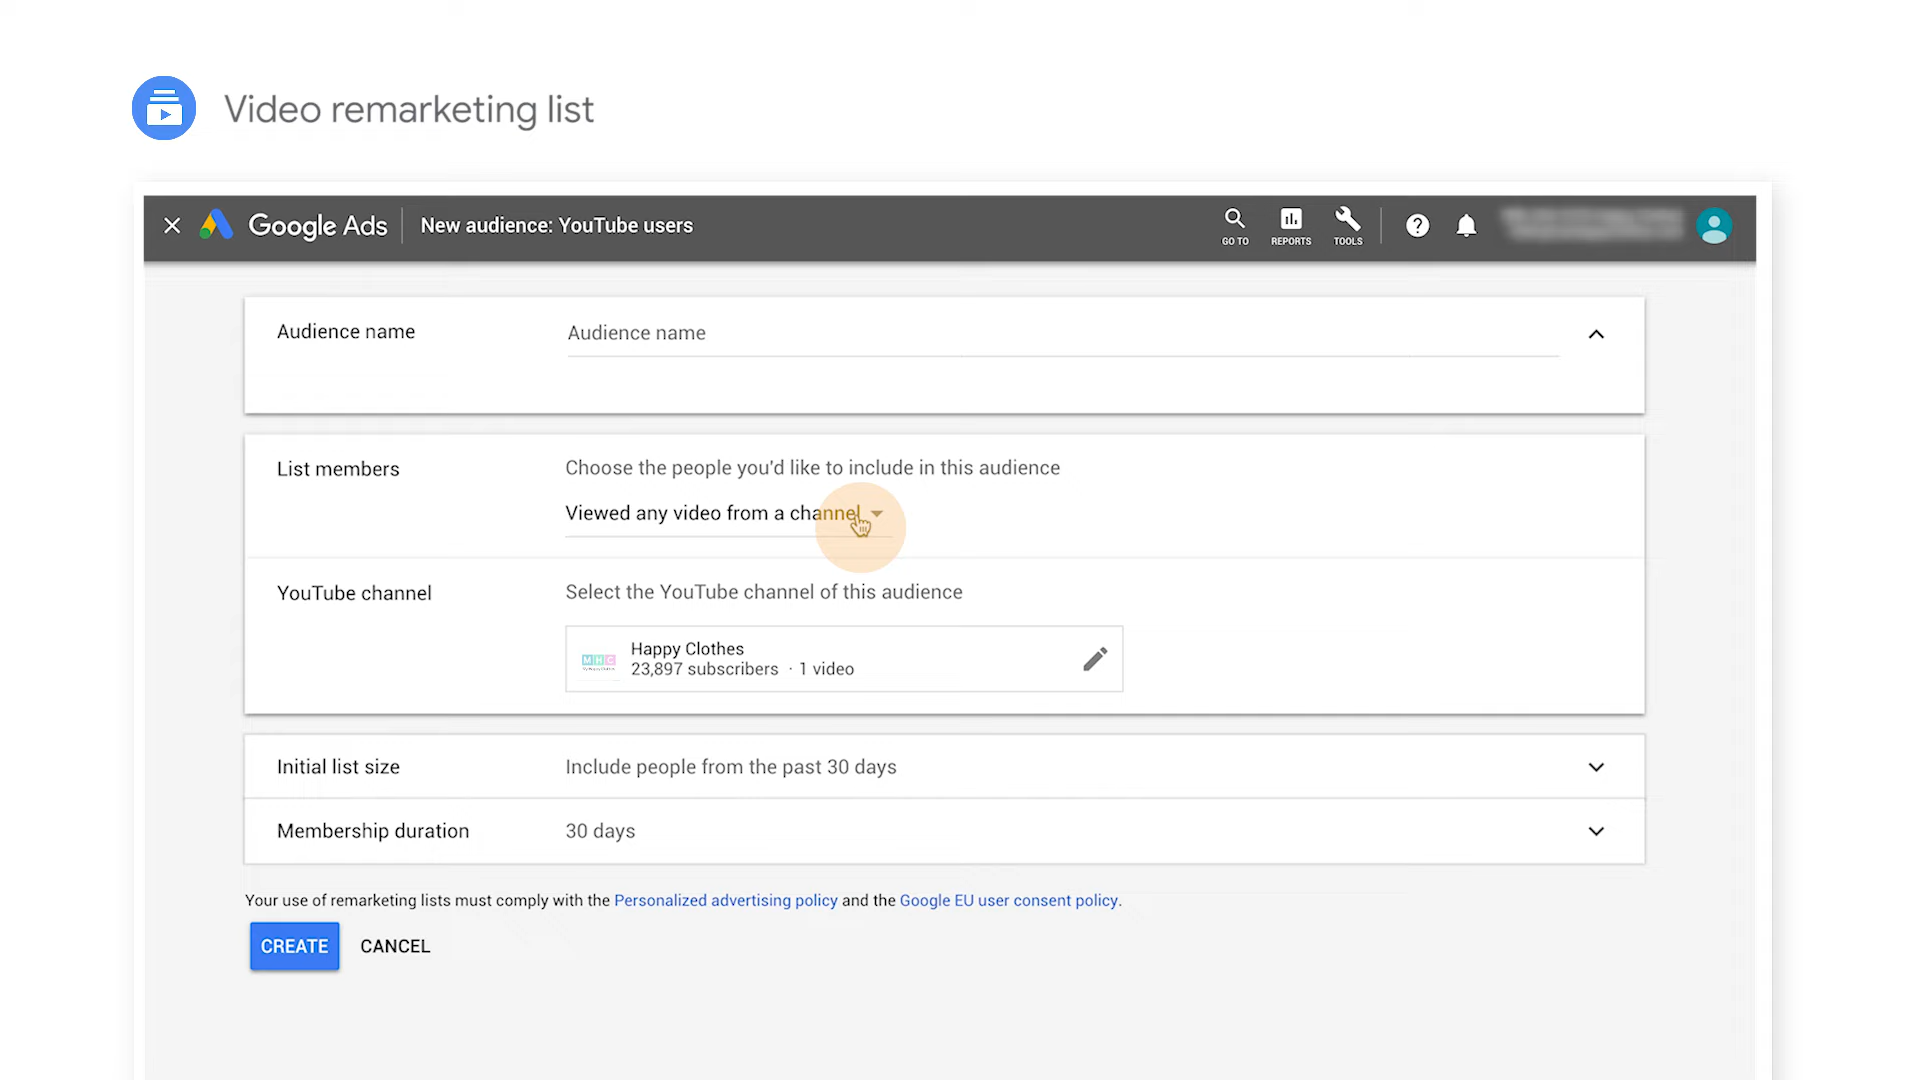 Video remarketing list
Google Ads
New audience: YouTube users
GO TO
REPORTS
TOOLS
Audience name
Audience name
List members
Choose the people you'd like to include in this audience
Viewed any video from a channel
YouTube channel
Select the YouTube channel of this audience
MHC
Happy Clothes
23,897 subscribers · 1 video
Initial list size
Include people from the past 30 days
Membership duration
30 days
Your use of remarketing lists must comply with the Personalized advertising policy and the Google EU user consent policy.
CREATE
CANCEL